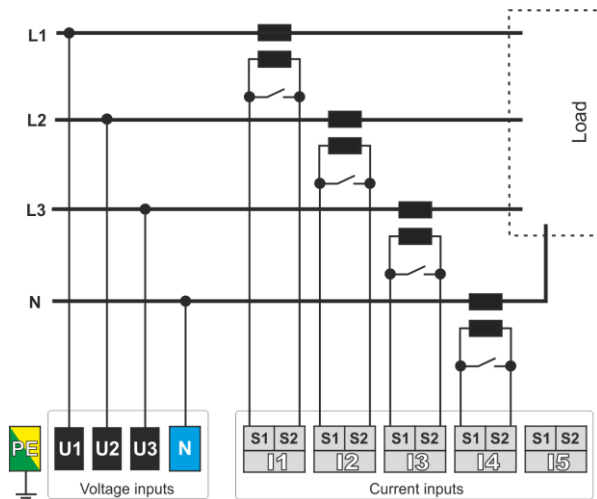 L1
L2
L3
N
Load
PE
U1 U2 U3 N
Voltage inputs
S1 S2 S1 S2 S1 S2 S1 S2 S1 S2
I1 I2 I3 I4 I5
Current inputs